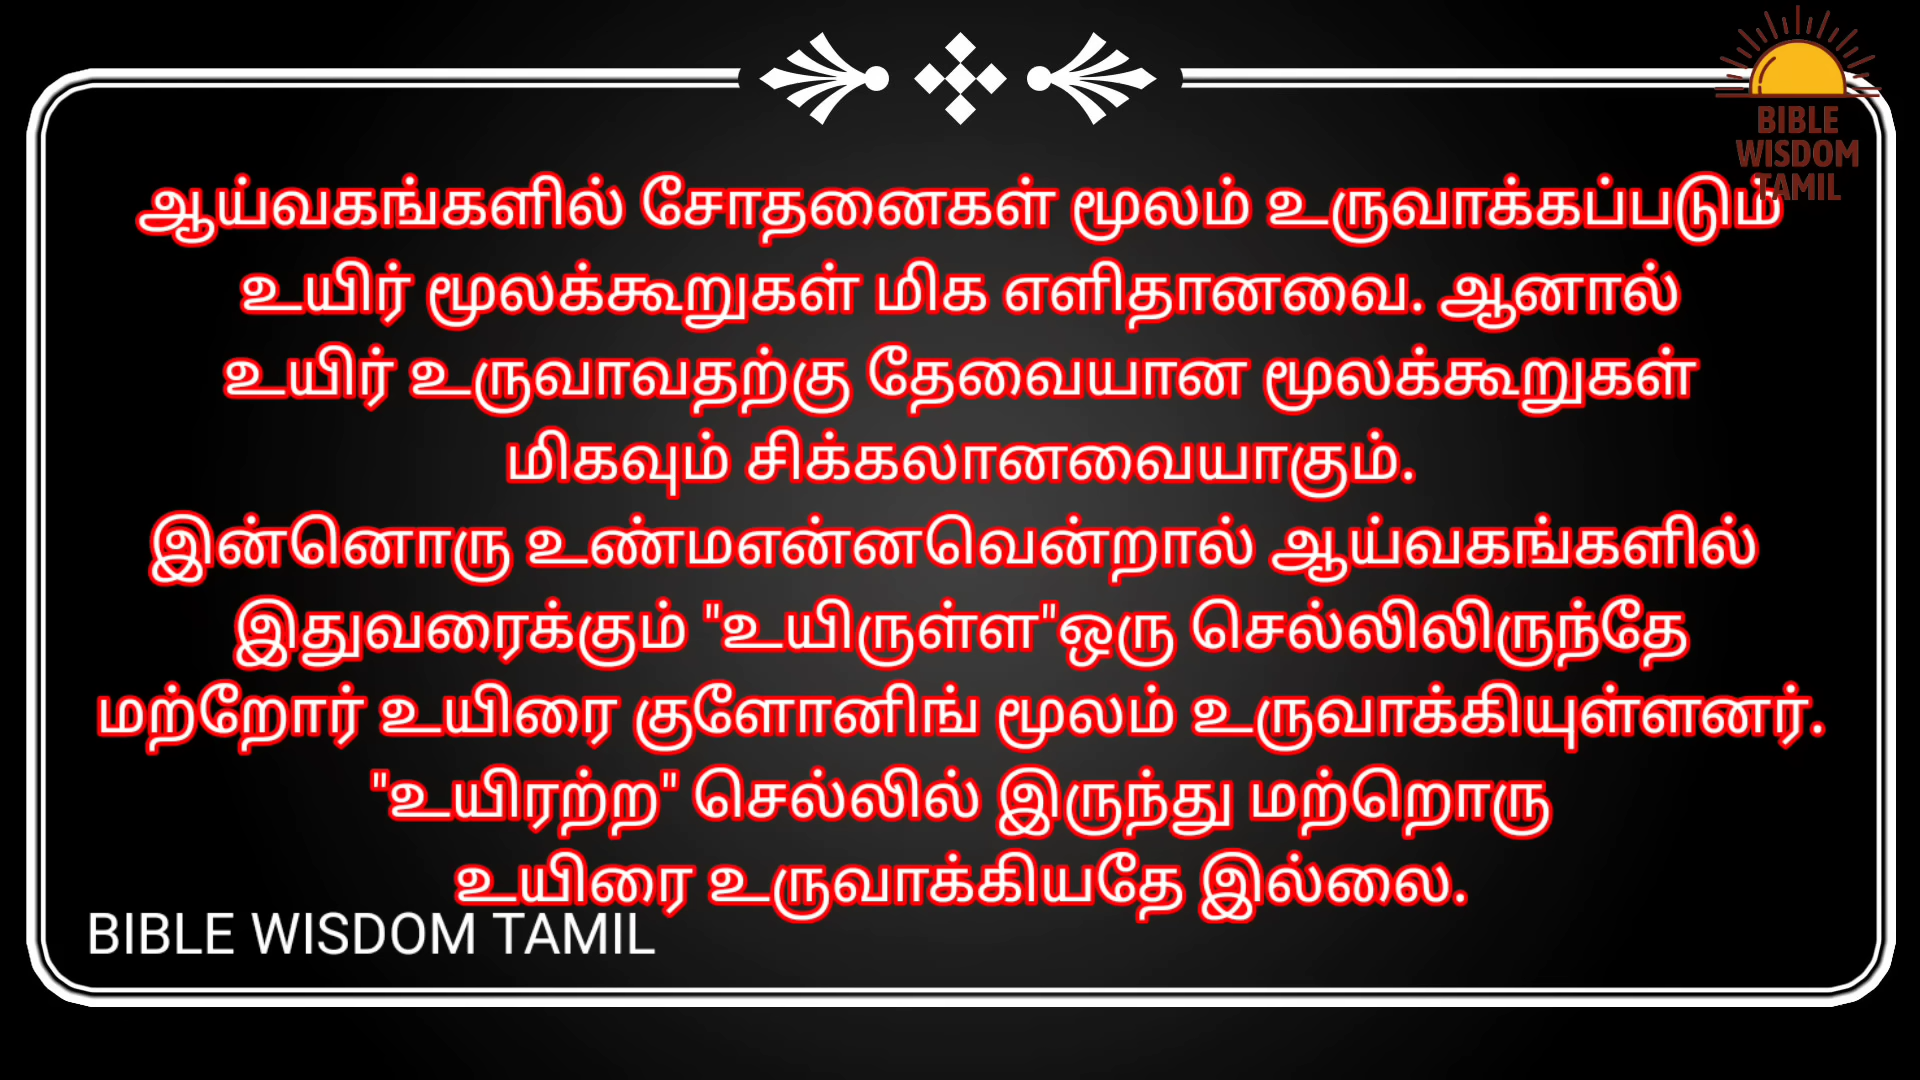 BIBLE
WISDOM
TAMIL
ஆய்வகங்களில் சோதனைகள் மூலம் உருவாக்கப்படும்
உயிர் மூலக்கூறுகள் மிக எளிதானவை. ஆனால்
உயிர் உருவாவதற்கு தேவையான மூலக்கூறுகள்
மிகவும் சிக்கலானவையாகும்.
இன்னொரு உண்மஎன்னவென்றால் ஆய்வகங்களில்
இதுவரைக்கும் "உயிருள்ள"ஒரு செல்லிலிருந்தே
மற்றோர் உயிரை குளோனிங் மூலம் உருவாக்கியுள்ளனர்.
"உயிரற்ற" செல்லில் இருந்து மற்றொரு
உயிரை உருவாக்கியதே இல்லை.
BIBLE WISDOM TAMIL